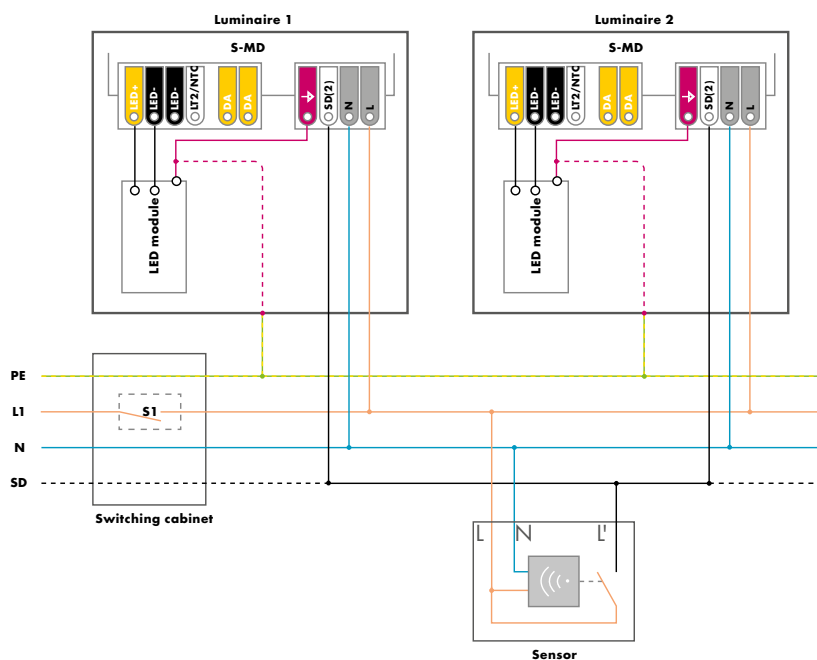 Luminaire 1
S-MD
LED+
LED-
LED-
LT2/NTC
DA
DA
SD(2)
N
L
LED module
Luminaire 2
S-MD
LED+
LED-
LED-
LT2/NTC
DA
DA
SD(2)
N
L
LED module
PE
L1
S1
N
SD
Switching cabinet
L
N
L'
Sensor